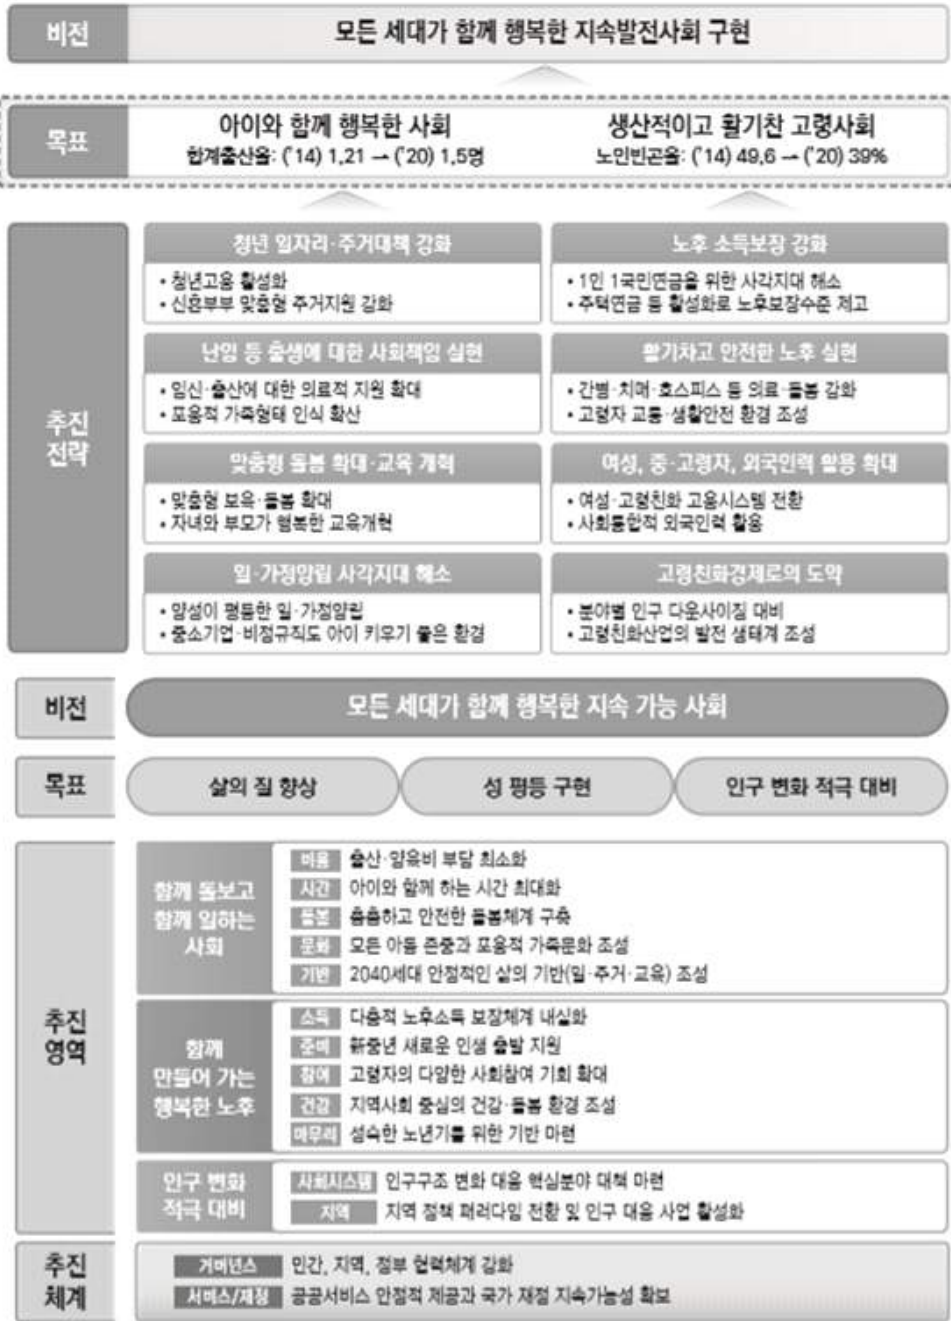 비전
모든 세대가 함께 행복한 지속발전사회 구현
목표
아이와 함께 행복한 사회
합계출산율: ('14) 1.21 → ('20) 1.5명
생산적이고 활기찬 고령사회
노인빈곤율: ('14) 49.6 → ('20) 39%
추진
전략
청년 일자리·주거대책 강화
• 청년고용 활성화
• 신혼부부 맞춤형 주거지원 강화
난임 등 출생에 대한 사회책임 실현
• 임신·출산에 대한 의료적 지원 확대
• 포용적 가족형태 인식 확산
맞춤형 돌봄 확대·교육 개혁
• 맞춤형 보육·돌봄 확대
• 자녀와 부모가 행복한 교육개혁
일·가정양립 사각지대 해소
• 양성이 평등한 일·가정양립
• 중소기업·비정규직도 아이 키우기 좋은 환경
노후 소득보장 강화
• 1인 1국민연금을 위한 사각지대 해소
• 주택연금 등 활성화로 노후보장수준 제고
활기차고 안전한 노후 실현
• 간병·치매·호스피스 등 의료·돌봄 강화
• 고령자 교통·생활안전 환경 조성
여성, 중·고령자, 외국인력 활용 확대
• 여성·고령친화 고용시스템 전환
• 사회통합적 외국인력 활용
고령친화경제로의 도약
• 분야별 인구 다운사이징 대비
• 고령친화산업의 발전 생태계 조성
비전
모든 세대가 함께 행복한 지속 가능 사회
목표
삶의 질 향상
성 평등 구현
인구 변화 적극 대비
추진
영역
함께 돌보고
함께 일하는
사회
비용 출산·양육비 부담 최소화
시간 아이와 함께 하는 시간 최대화
돌봄 촘촘하고 안전한 돌봄체계 구축
문화 모든 아동 존중과 포용적 가족문화 조성
기반 2040세대 안정적인 삶의 기반(일·주거·교육) 조성
함께
만들어 가는
행복한 노후
소득 다층적 노후소득 보장체계 내실화
준비 新중년 새로운 인생 출발 지원
참여 고령자의 다양한 사회참여 기회 확대
건강 지역사회 중심의 건강·돌봄 환경 조성
마무리 성숙한 노년기를 위한 기반 마련
인구 변화
적극 대비
사회시스템 인구구조 변화 대응 핵심분야 대책 마련
지역 지역 정책 패러다임 전환 및 인구 대응 사업 활성화
추진
체계
거버넌스 민간, 지역, 정부 협력체계 강화
서비스/재정 공공서비스 안정적 제공과 국가 재정 지속가능성 확보